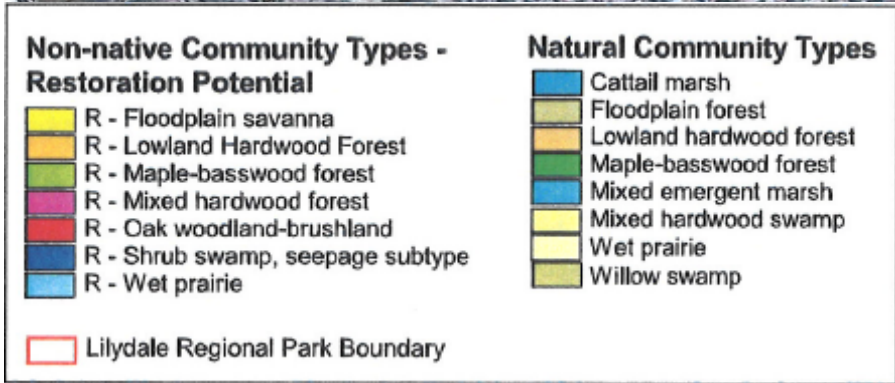 Non-native Community Types -
Restoration Potential
R - Floodplain savanna
R - Lowland Hardwood Forest
R - Maple-basswood forest
R - Mixed hardwood forest
R - Oak woodland-brushland
R - Shrub swamp, seepage subtype
R - Wet prairie
Lilydale Regional Park Boundary
Natural Community Types
Cattail marsh
Floodplain forest
Lowland hardwood forest
Maple-basswood forest
Mixed emergent marsh
Mixed hardwood swamp
Wet prairie
Willow swamp